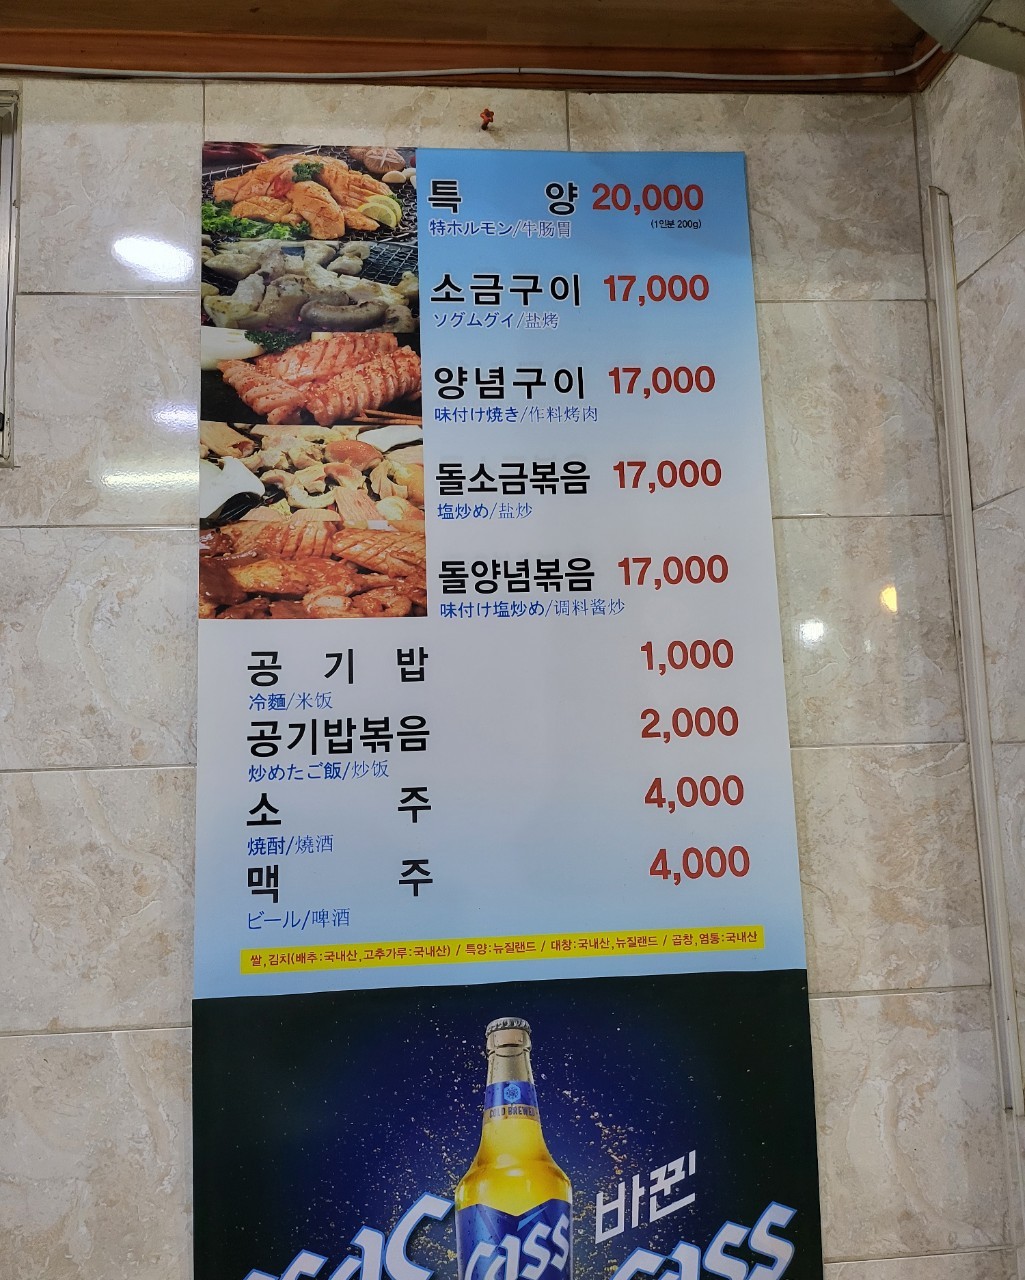 특 양 20,000
特ホルモン/牛肠胃 (1인분 200g)
소금구이 17,000
ソグムグイ/盐烤
양념구이 17,000
味付け焼き/作料烤肉
돌소금볶음 17,000
塩炒め/盐炒
돌양념볶음 17,000
味付け塩炒め/调料酱炒
공 기 밥 1,000
冷麵/米饭
공기밥볶음 2,000
炒めたご飯/炒饭
소 주 4,000
焼酎/燒酒
맥 주 4,000
ビール/啤酒
쌀,김치(배추:국내산,고추가루:국내산) / 특양:뉴질랜드 / 대창:국내산,뉴질랜드 / 곱창,염통:국내산
COLD BREWED
바뀐
Cass
Cass